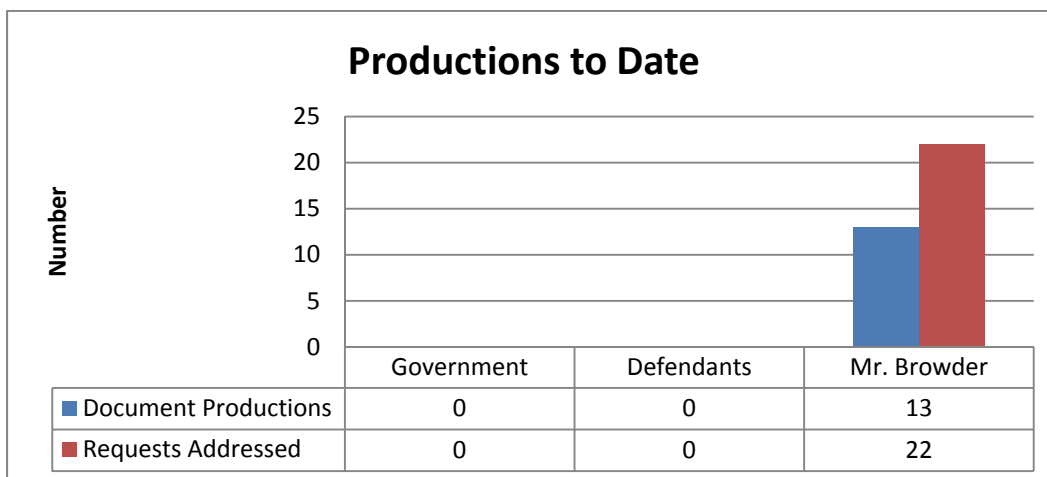 Productions to Date
Number
25
20
15
10
5
0
Government Defendants Mr. Browder
Document Productions 0 0 13
Requests Addressed 0 0 22